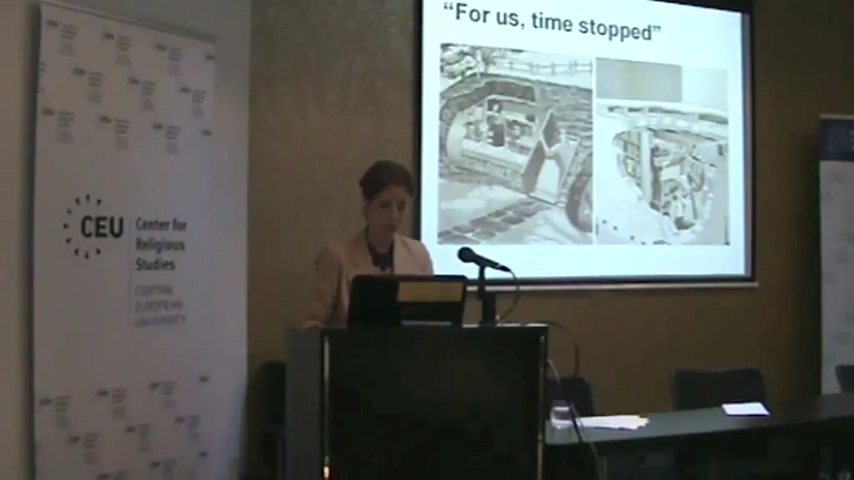 "For us, time stopped"
CEU
Center for
Religious
Studies
CENTRAL
EUROPEAN
UNIVERSITY